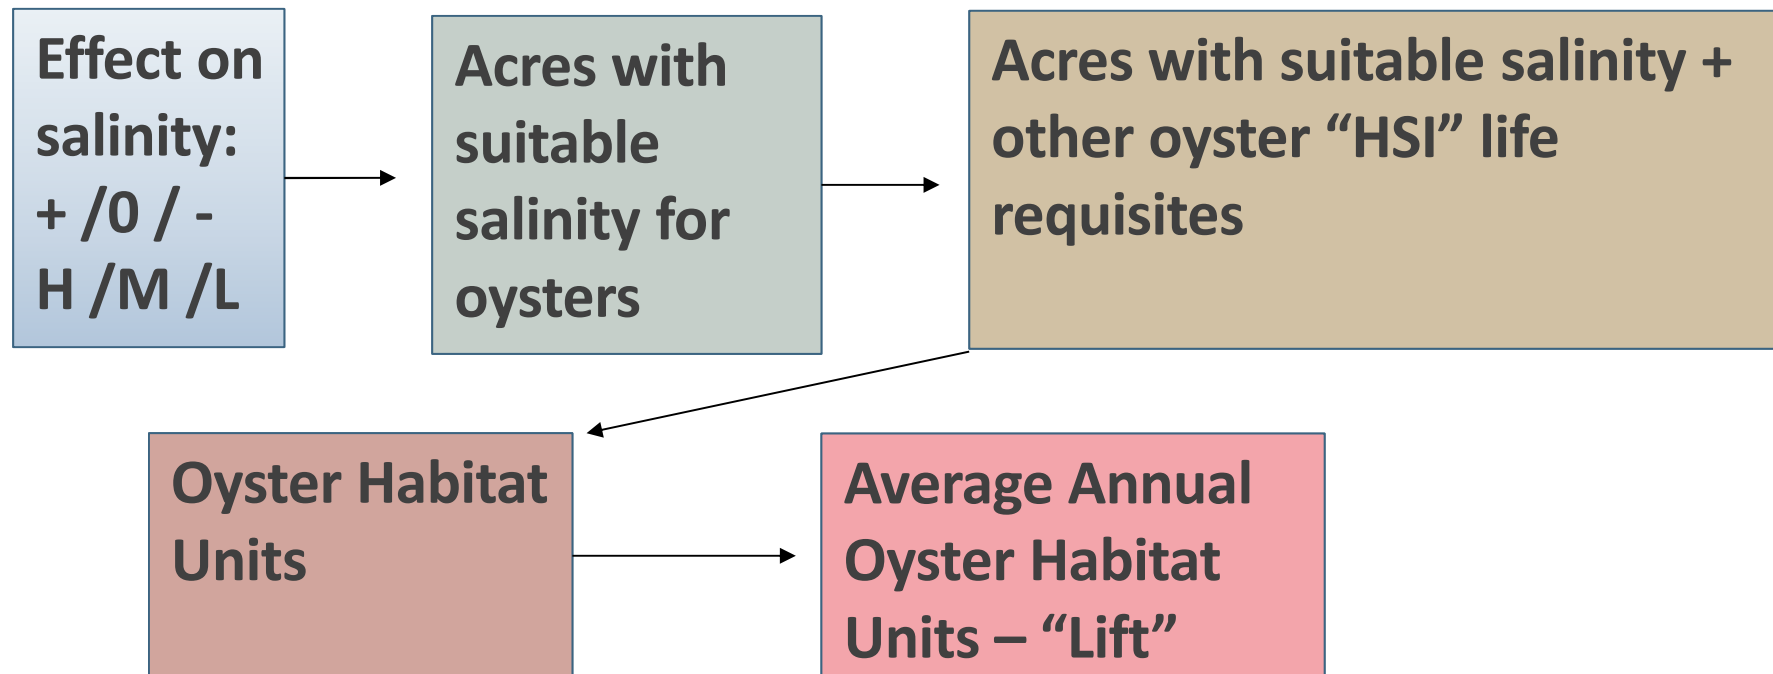 Effect on
salinity:
+ /0 / -
H /M /L
Acres with
suitable
salinity for
oysters
Acres with suitable salinity +
other oyster “HSI” life
requisites
Oyster Habitat
Units
Average Annual
Oyster Habitat
Units – “Lift”